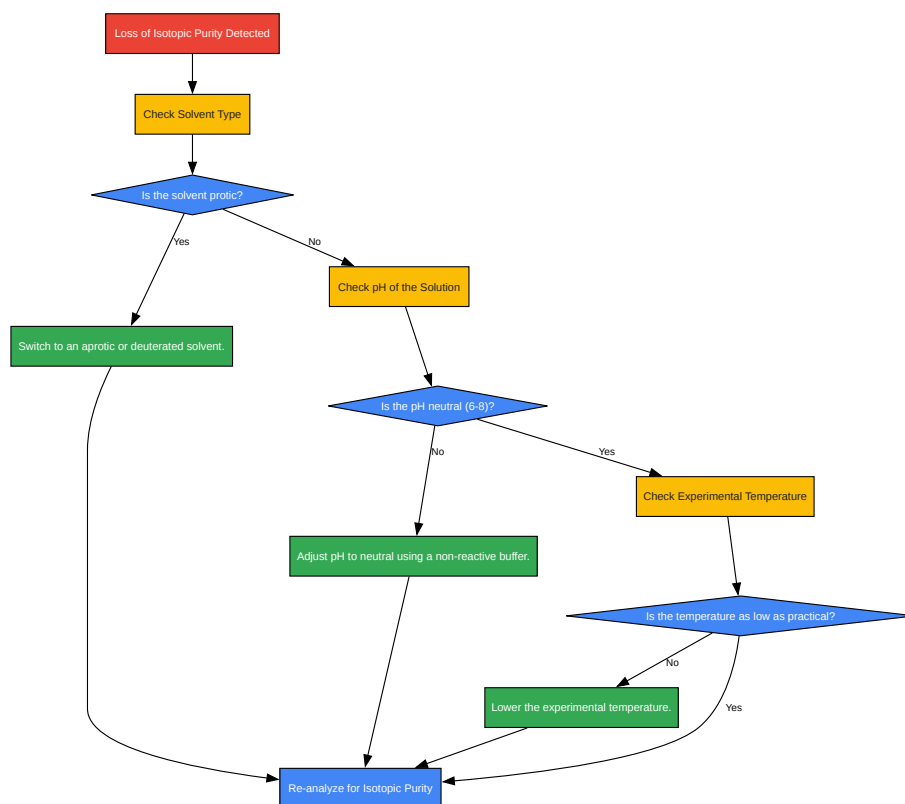 Loss of Isotopic Purity Detected
Check Solvent Type
Is the solvent protic?
Yes
No
Check pH of the Solution
Switch to an aprotic or deuterated solvent.
Is the pH neutral (6-8)?
No
Yes
Check Experimental Temperature
Adjust pH to neutral using a non-reactive buffer.
Is the temperature as low as practical?
No
Lower the experimental temperature.
Yes
Re-analyze for Isotopic Purity